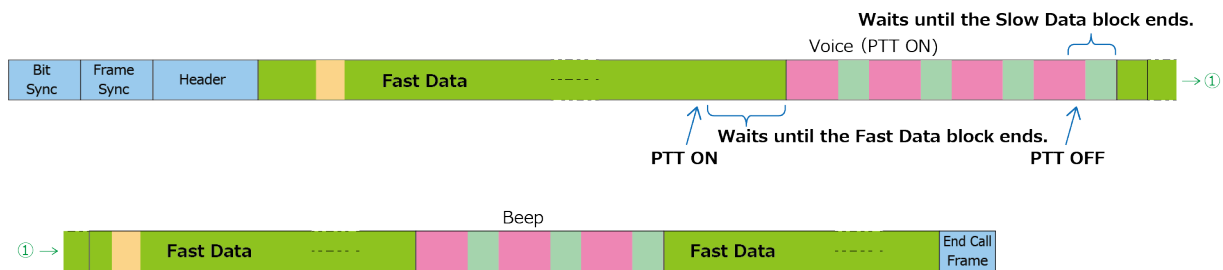 Waits until the Slow Data block ends.
Voice (PTT ON)
Bit
Sync
Frame
Sync
Header
Fast Data
→①
Waits until the Fast Data block ends.
PTT ON
PTT OFF
Beep
①→
Fast Data
Fast Data
End Call
Frame